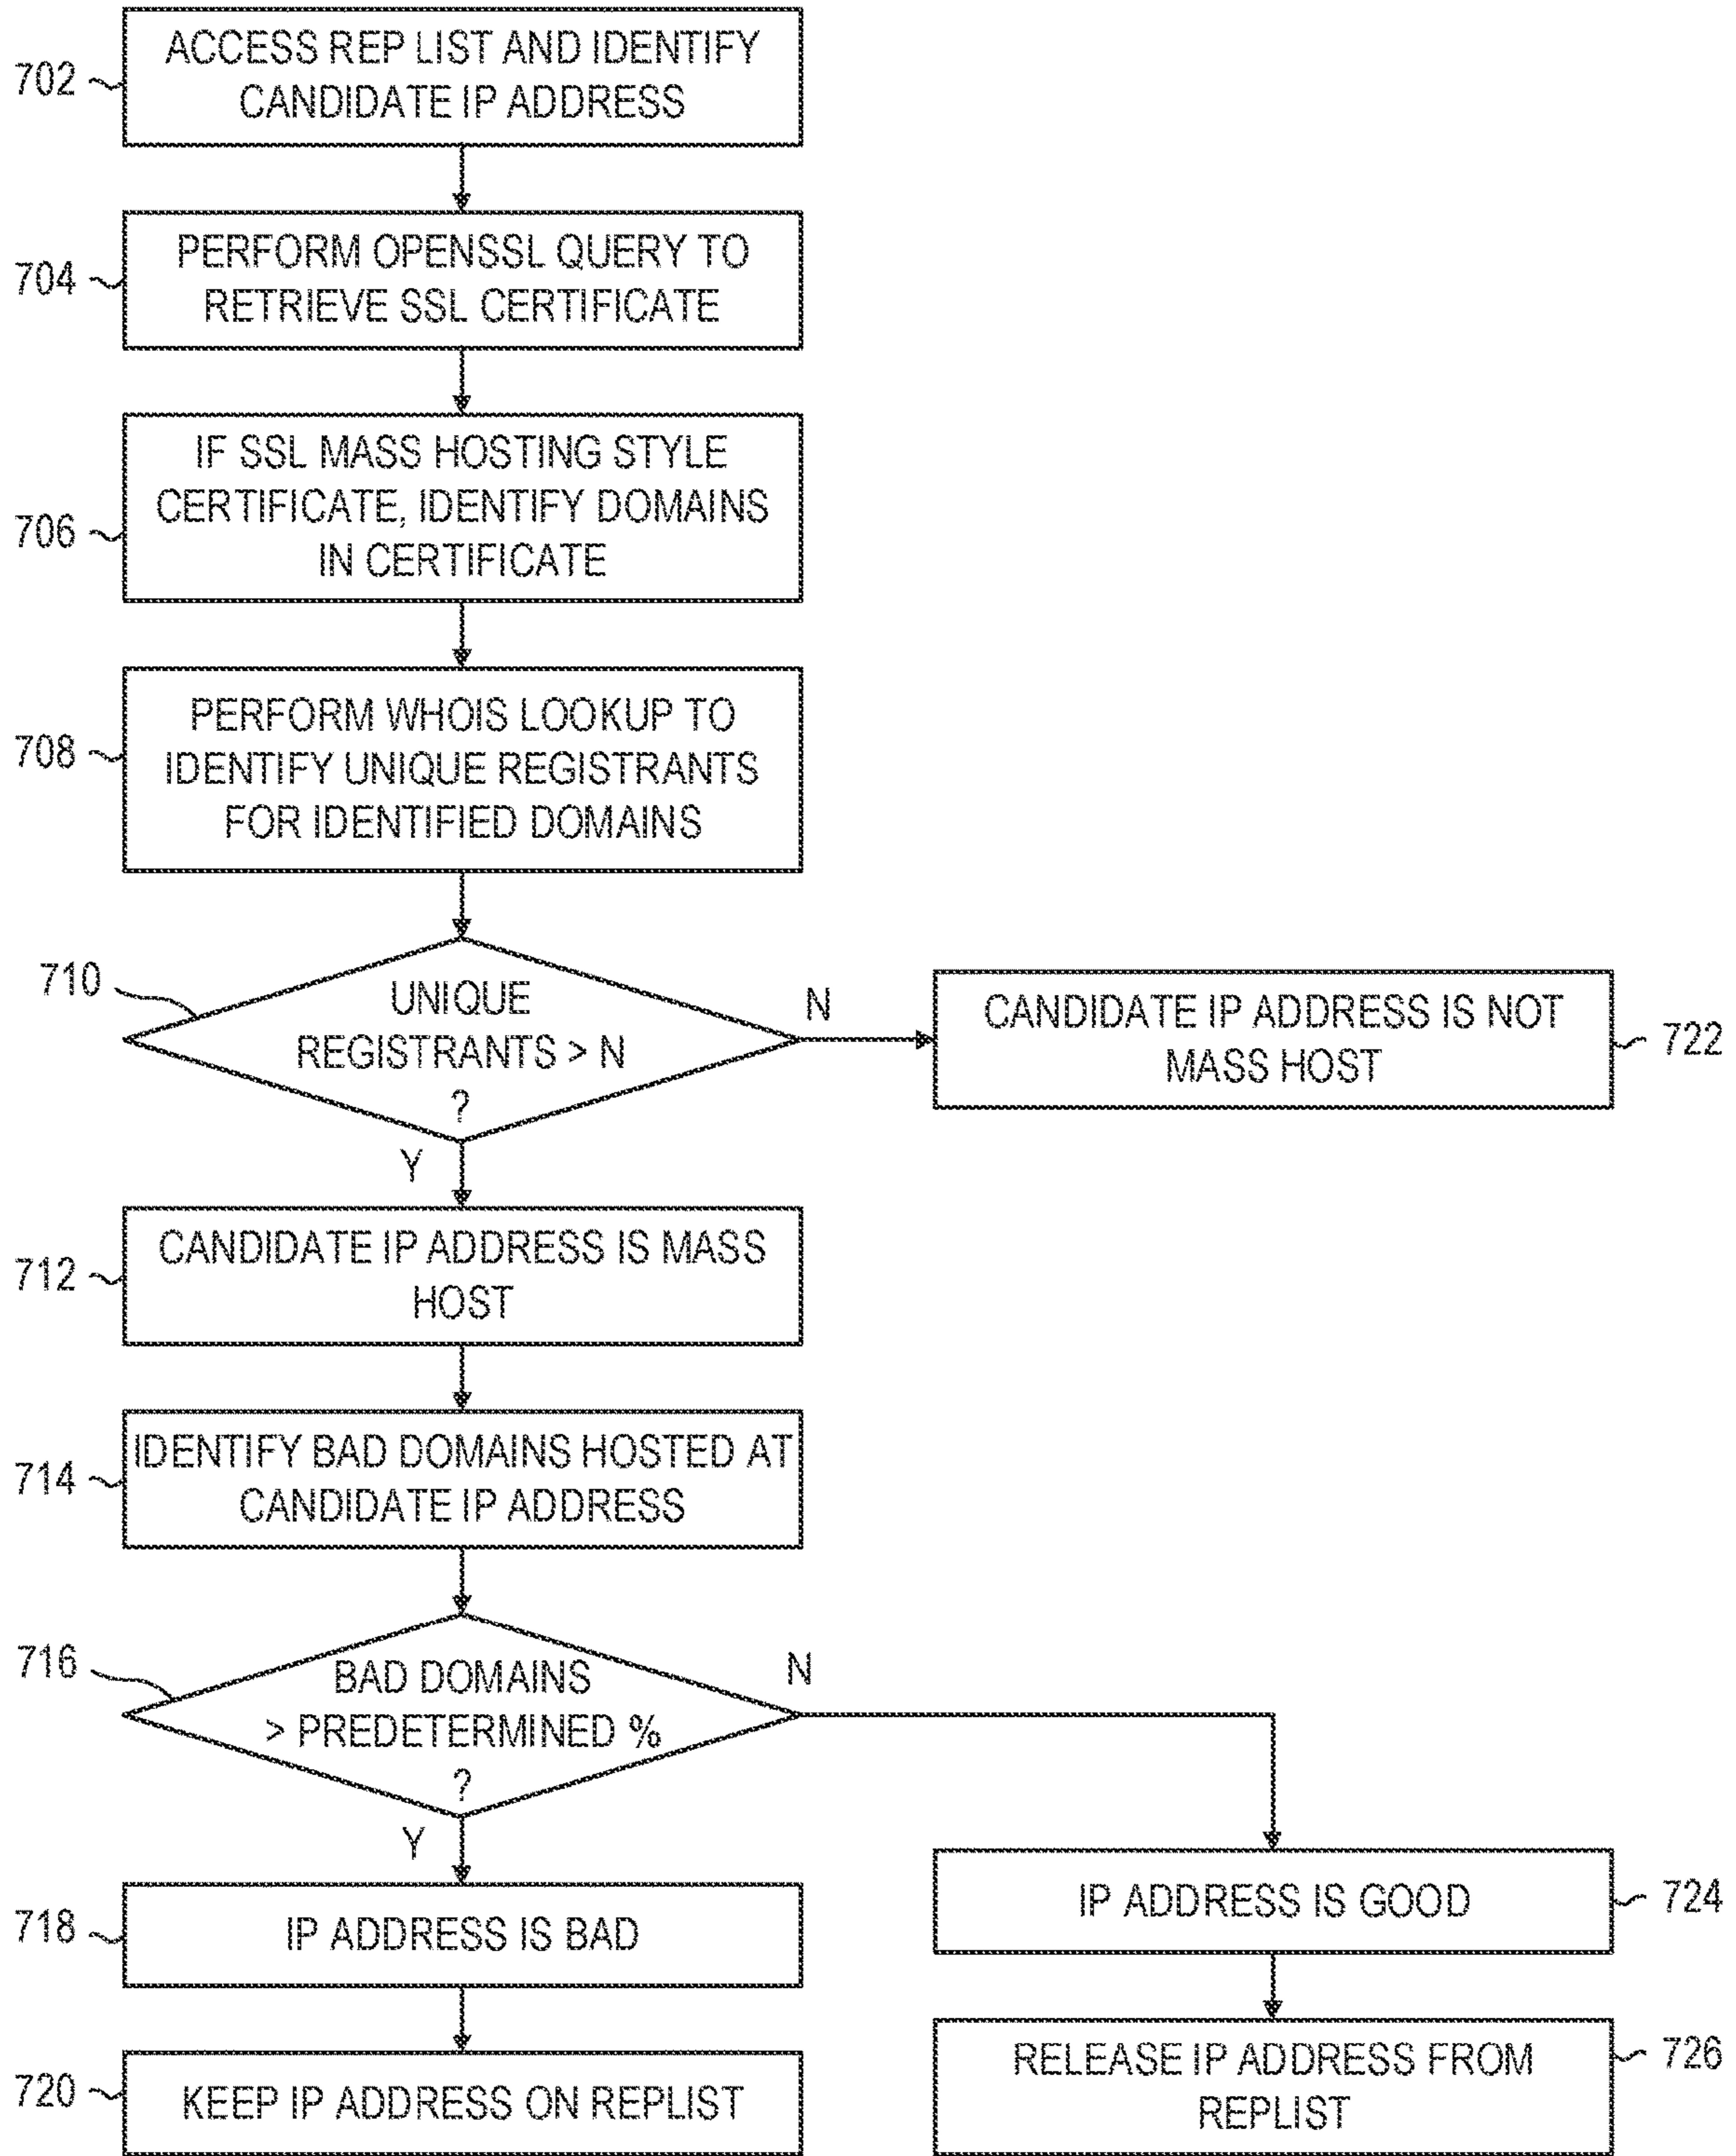 702
ACCESS REP LIST AND IDENTIFY
CANDIDATE IP ADDRESS
704
PERFORM OPENSSL QUERY TO
RETRIEVE SSL CERTIFICATE
706
IF SSL MASS HOSTING STYLE
CERTIFICATE, IDENTIFY DOMAINS
IN CERTIFICATE
708
PERFORM WHOIS LOOKUP TO
IDENTIFY UNIQUE REGISTRANTS
FOR IDENTIFIED DOMAINS
710
UNIQUE
REGISTRANTS > N
?
N
Y
CANDIDATE IP ADDRESS IS NOT
MASS HOST
722
712
CANDIDATE IP ADDRESS IS MASS
HOST
714
IDENTIFY BAD DOMAINS HOSTED AT
CANDIDATE IP ADDRESS
716
BAD DOMAINS
> PREDETERMINED %
?
N
Y
718
IP ADDRESS IS BAD
IP ADDRESS IS GOOD
724
720
KEEP IP ADDRESS ON REPLIST
RELEASE IP ADDRESS FROM
REPLIST
726